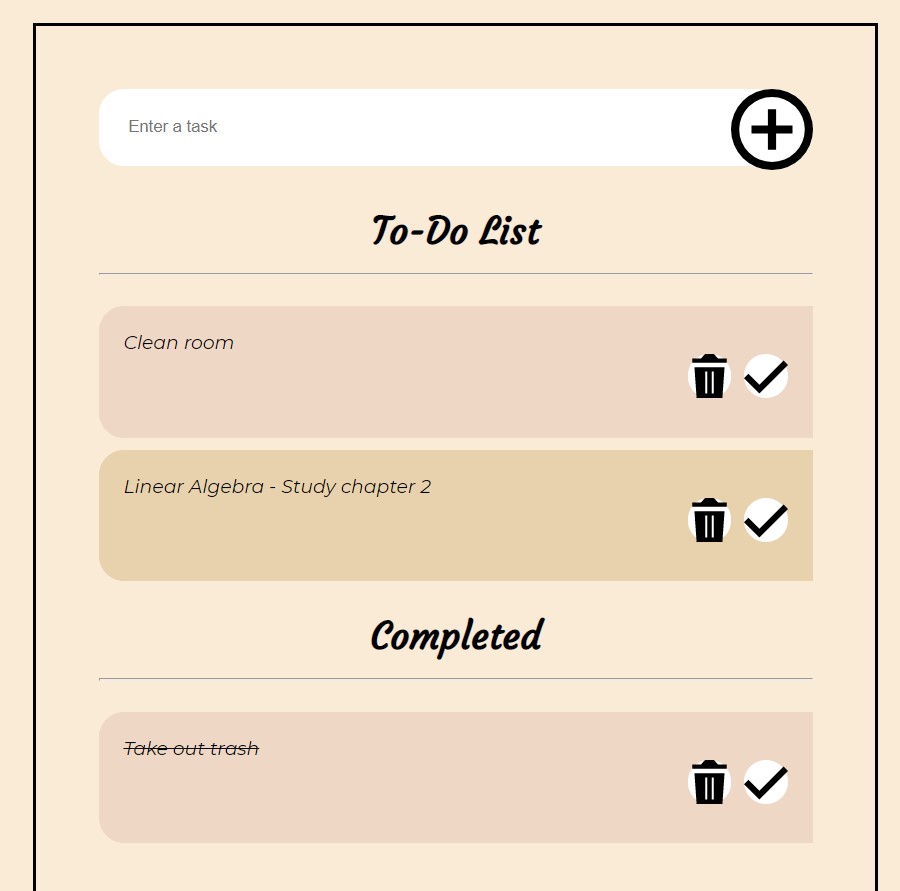 Enter a task
To-Do List
Clean room
Linear Algebra - Study chapter 2
Completed
Take out trash